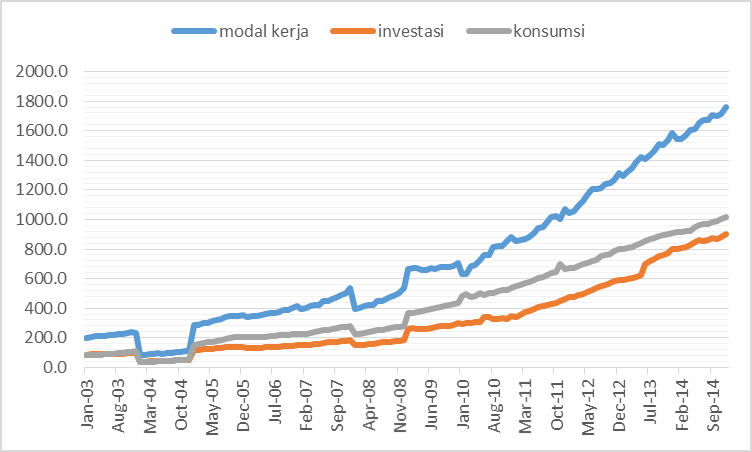 modal kerja investasi konsumsi
2000.0
1800.0
1600.0
1400.0
1200.0
1000.0
800.0
600.0
400.0
200.0
0.0
Jan-03
Aug-03
Mar-04
Oct-04
May-05
Dec-05
Jul-06
Feb-07
Sep-07
Apr-08
Nov-08
Jun-09
Jan-10
Aug-10
Mar-11
Oct-11
May-12
Dec-12
Jul-13
Feb-14
Sep-14